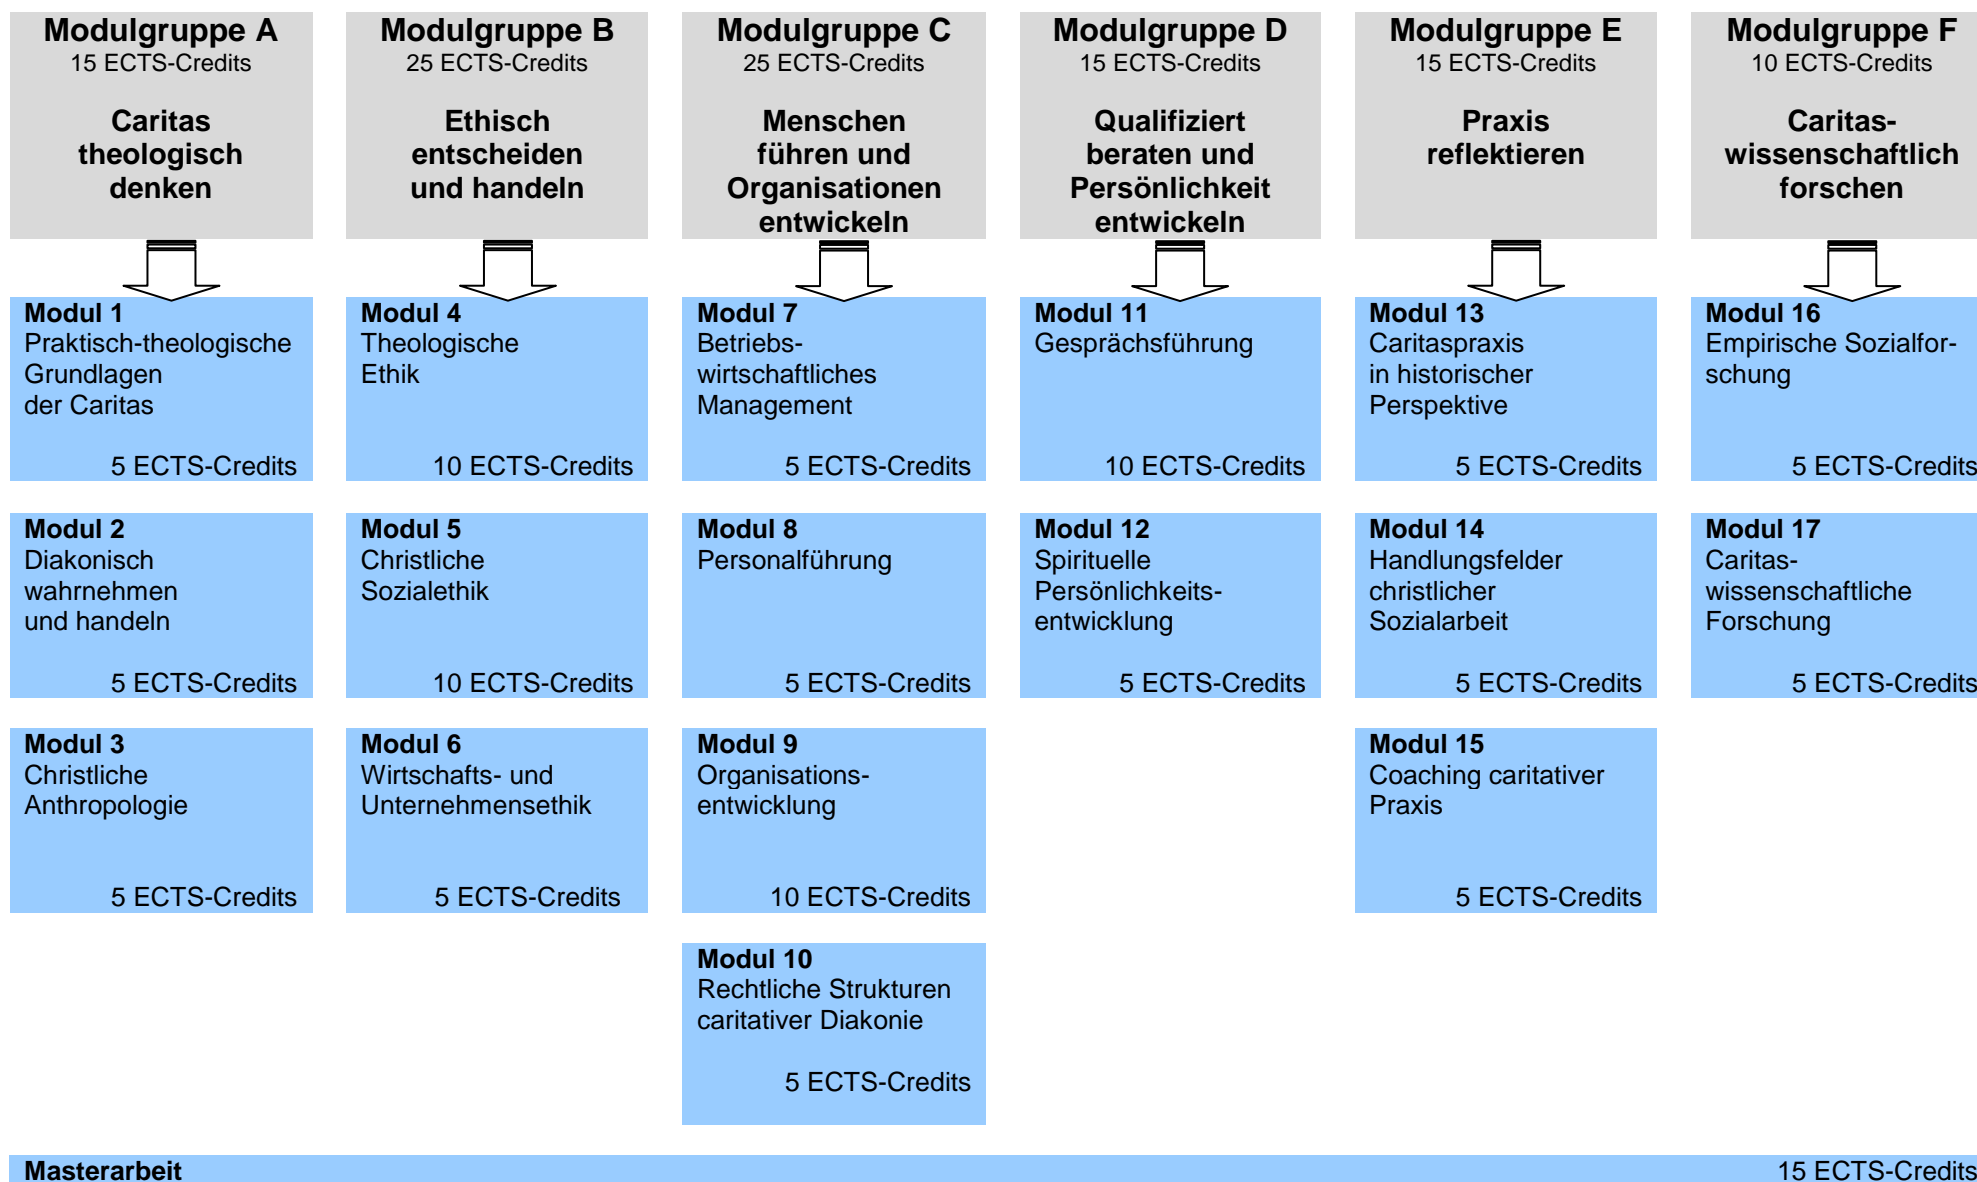 Modulgruppe A
15 ECTS-Credits
Caritas
theologisch
denken
Modulgruppe B
25 ECTS-Credits
Ethisch
entscheiden
und handeln
Modulgruppe C
25 ECTS-Credits
Menschen
führen und
Organisationen
entwickeln
Modulgruppe D
15 ECTS-Credits
Qualifiziert
beraten und
Persönlichkeit
entwickeln
Modulgruppe E
15 ECTS-Credits
Praxis
reflektieren
Modulgruppe F
10 ECTS-Credits
Caritas-
wissenschaftlich
forschen
Modul 1
Praktisch-theologische
Grundlagen
der Caritas
5 ECTS-Credits
Modul 4
Theologische
Ethik
10 ECTS-Credits
Modul 7
Betriebs-
wirtschaftliches
Management
5 ECTS-Credits
Modul 11
Gesprächsführung
10 ECTS-Credits
Modul 13
Caritaspraxis
in historischer
Perspektive
5 ECTS-Credits
Modul 16
Empirische Sozialfor-
schung
5 ECTS-Credits
Modul 2
Diakonisch
wahrnehmen
und handeln
5 ECTS-Credits
Modul 5
Christliche
Sozialethik
10 ECTS-Credits
Modul 8
Personalführung
5 ECTS-Credits
Modul 12
Spirituelle
Persönlichkeits-
entwicklung
5 ECTS-Credits
Modul 14
Handlungsfelder
christlicher
Sozialarbeit
5 ECTS-Credits
Modul 17
Caritas-
wissenschaftliche
Forschung
5 ECTS-Credits
Modul 3
Christliche
Anthropologie
5 ECTS-Credits
Modul 6
Wirtschafts- und
Unternehmensethik
5 ECTS-Credits
Modul 9
Organisations-
entwicklung
10 ECTS-Credits
Modul 15
Coaching caritativer
Praxis
5 ECTS-Credits
Modul 10
Rechtliche Strukturen
caritativer Diakonie
5 ECTS-Credits
Masterarbeit
15 ECTS-Credits